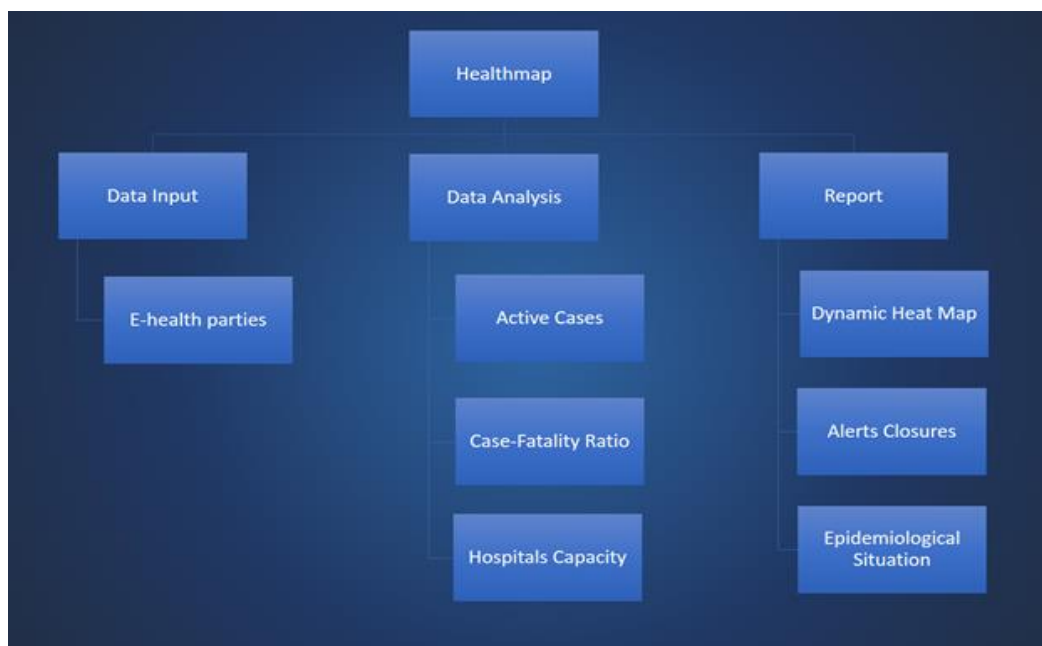 Healthmap
Data Input
Data Analysis
Report
E-health parties
Active Cases
Case-Fatality Ratio
Hospitals Capacity
Dynamic Heat Map
Alerts Closures
Epidemiological
Situation